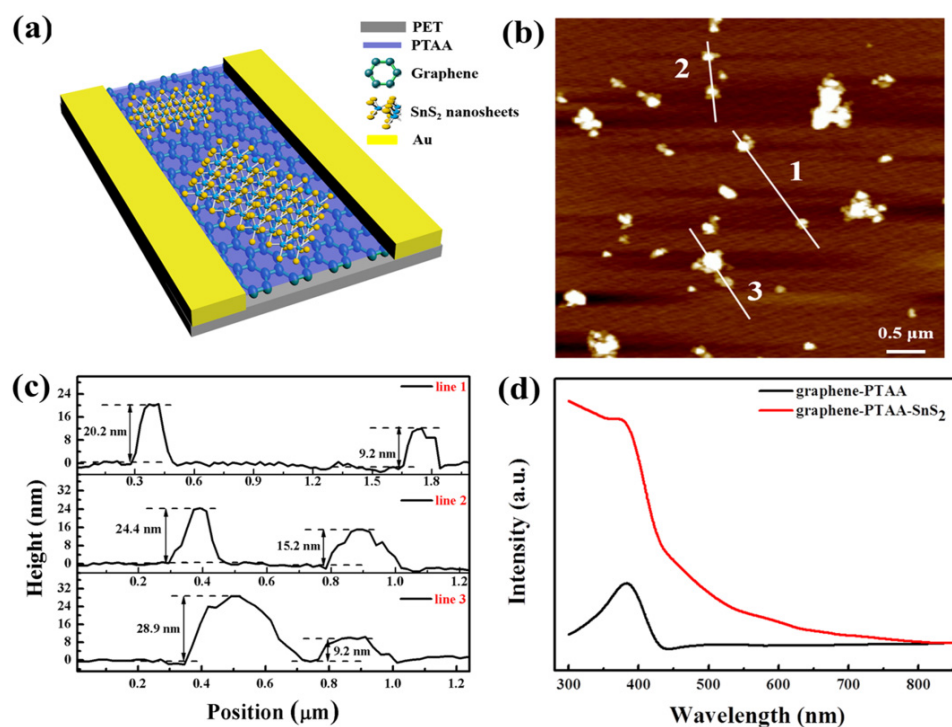 (a)
PET
PTAA
Graphene
SnS₂ nanosheets
Au
(b)
2
1
3
0.5 μm
(c)
Height (nm)
24
16
8
0
line 1
20.2 nm
9.2 nm
0.3 0.6 0.9 1.2 1.5 1.8
32
24
16
8
0
line 2
24.4 nm
15.2 nm
0.2 0.4 0.6 0.8 1.0 1.2
32
24
16
8
0
line 3
28.9 nm
9.2 nm
0.2 0.4 0.6 0.8 1.0 1.2
Position (μm)
(d)
graphene-PTAA
graphene-PTAA-SnS₂
Intensity (a.u.)
300 400 500 600 700 800
Wavelength (nm)